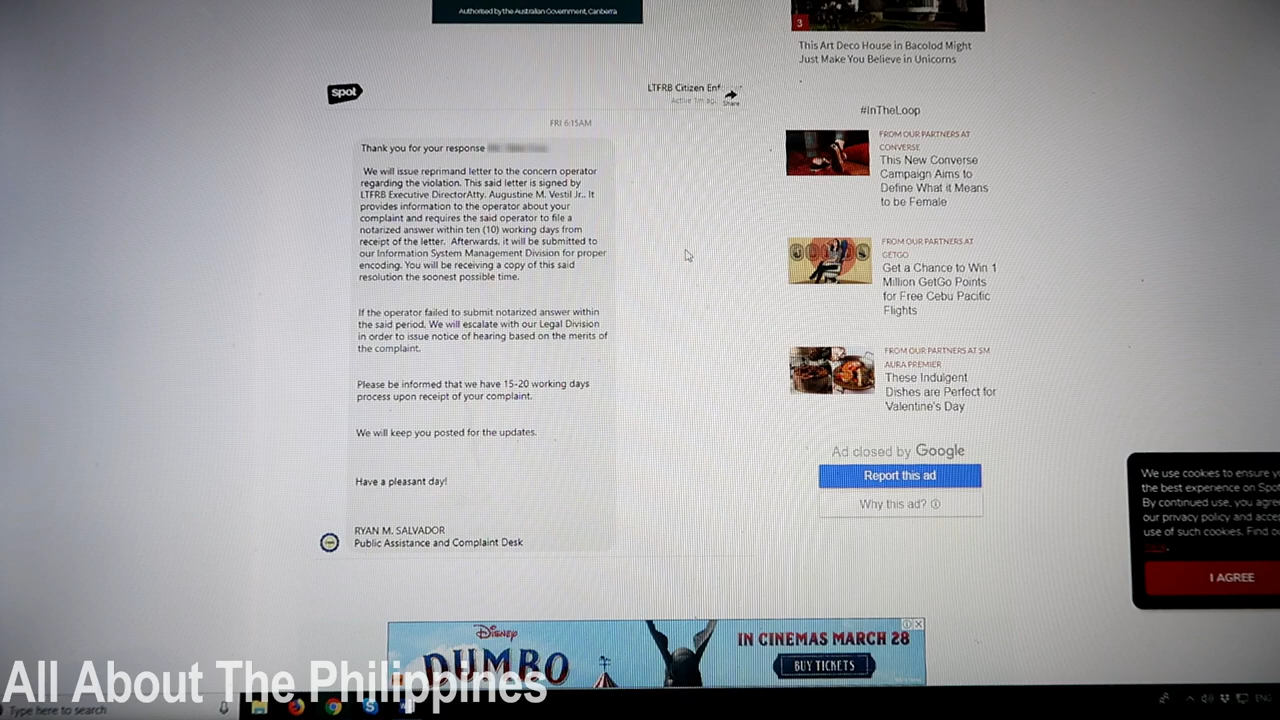 Authorised by the Australian Government, Canberra
3
This Art Deco House in Bacolod Might
Just Make You Believe in Unicorns
spot
LTFRB Citizen
Active 1m ago
Share
FRI 6:15AM
Thank you for your response
We will issue reprimand letter to the concern operator
regarding the violation. This said letter is signed by
LTFRB Executive DirectorAtty. Augustine M. Vestil Jr.. It
provides information to the operator about your
complaint and requires the said operator to file a
notarized answer within ten (10) working days from
receipt of the letter. Afterwards, it will be submitted to
our Information System Management Division for proper
encoding. You will be receiving a copy of this said
resolution the soonest possible time.
If the operator failed to submit notarized answer within
the said period, We will escalate with our Legal Division
in order to issue notice of hearing based on the merits of
the complaint.
Please be informed that we have 15-20 working days
process upon receipt of your complaint.
We will keep you posted for the updates.
Have a pleasant day!
RYAN M. SALVADOR
Public Assistance and Complaint Desk
#InTheLoop
FROM OUR PARTNERS AT
CONVERSE
This New Converse
Campaign Aims to
Define What it Means
to be Female
FROM OUR PARTNERS AT
GETGO
Get a Chance to Win 1
Million GetGo Points
for Free Cebu Pacific
Flights
FROM OUR PARTNERS AT SM
AURA PREMIER
These Indulgent
Dishes are Perfect for
Valentine's Day
Ad closed by Google
Report this ad
Why this ad?
We use cookies to ensure
the best experience on
By continued use, you
our privacy policy and
use of such cookies. Find
I AGREE
Disney
DUMBO
IN CINEMAS MARCH 28
BUY TICKETS
All About The Philippines
Type here to search
ENG